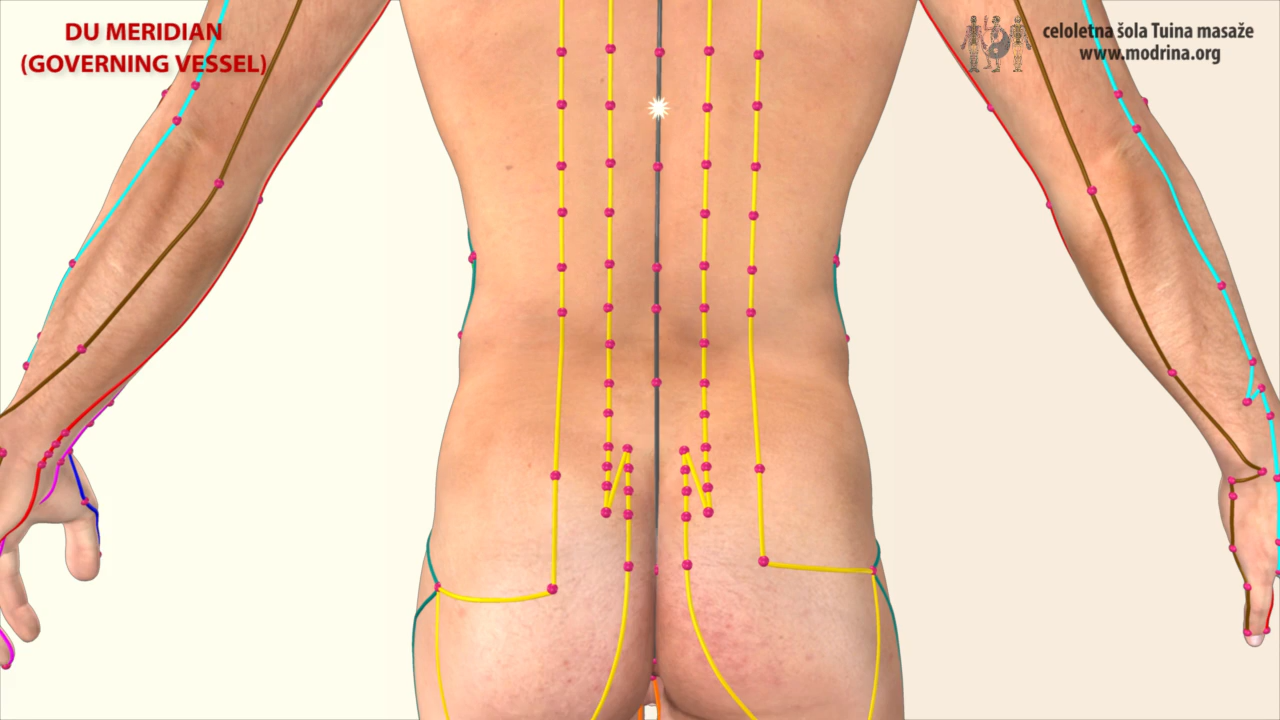 DU MERIDIAN
(GOVERNING VESSEL)
celoletna šola Tuina masaže
www.modrina.org